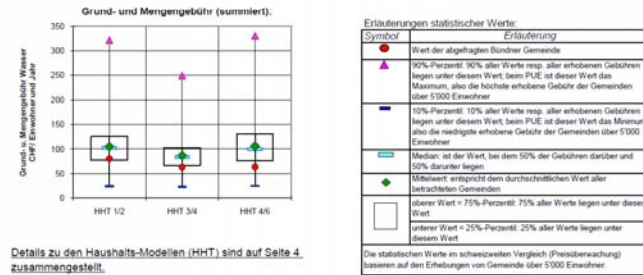 Grund- und Mengengebühr (summiert):
Grund-u. Mengengebühr Wasser
CHF/ Einwohner und Jahr
350
300
250
200
150
100
50
0
HHT 1/2
HHT 3/4
HHT 4/6
Details zu den Haushalts-Modellen (HHT) sind auf Seite 4
zusammengestellt.
Erläuterungen statistischer Werte:
Symbol
Erläuterung
Wert der abgefragten Bündner Gemeinde
90%-Perzentil: 90% aller Werte resp. aller erhobenen Gebühren
liegen unter diesem Wert; beim PUE ist dieser Wert das
Maximum, also die höchste erhobene Gebühr der Gemeinden
über 5'000 Einwohner
10%-Perzentil: 10% aller Werte resp. aller erhobenen Gebühren
liegen unter diesem Wert; beim PUE ist dieser Wert das Minimum,
also die niedrigste erhobene Gebühr der Gemeinden über 5'000
Einwohner
Median: ist der Wert, bei dem 50% der Gebühren darüber und
50% darunter liegen
Mittelwert: entspricht dem durchschnittlichen Wert aller
betrachteten Gemeinden
oberer Wert = 75%-Perzentil: 75% aller Werte liegen unter diesem
Wert
unterer Wert = 25%-Perzentil: 25% aller Werte liegen unter
diesem Wert
Die statistischen Werte im schweizweiten Vergleich (Preisüberwachung)
basieren auf den Erhebungen von Gemeinde über 5'000 Einwohner.